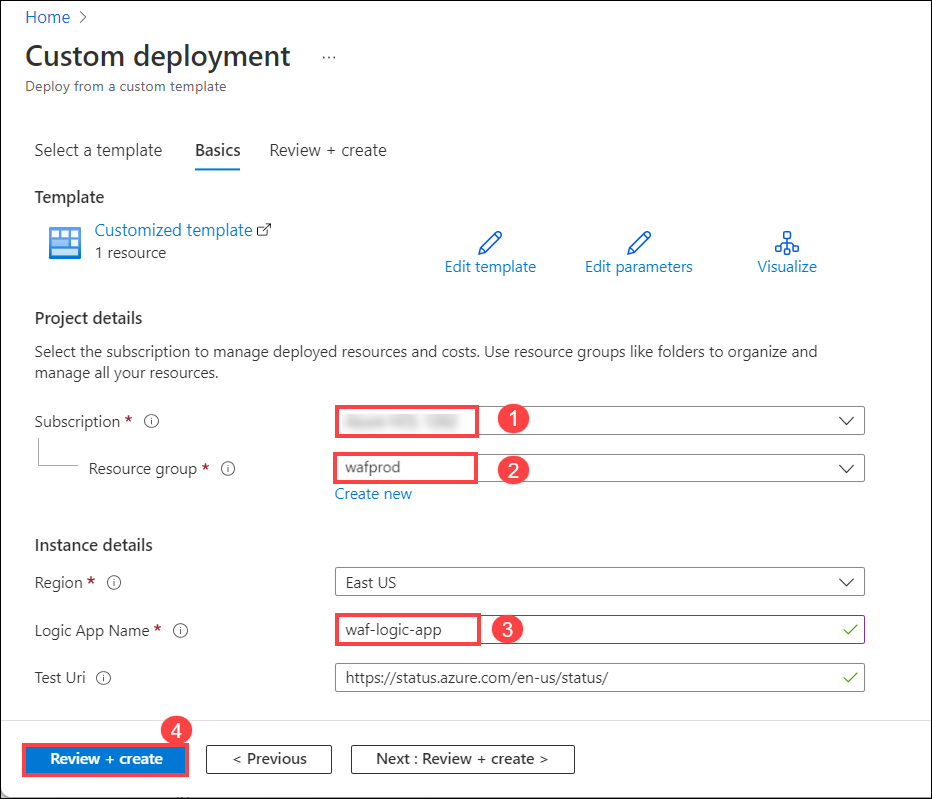 Home >
Custom deployment ...
Deploy from a custom template
Select a template Basics Review + create
Template
Customized template
1 resource
Edit template Edit parameters Visualize
Project details
Select the subscription to manage deployed resources and costs. Use resource groups like folders to organize and
manage all your resources.
Subscription * 1
Resource group * wafprod 2
Create new
Instance details
Region * East US
Logic App Name * waf-logic-app 3
Test Uri https://status.azure.com/en-us/status/
4
Review + create < Previous Next : Review + create >